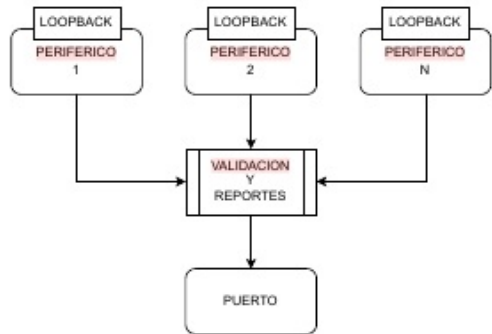 LOOPBACK
PERIFERICO
1
LOOPBACK
PERIFERICO
2
LOOPBACK
PERIFERICO
N
VALIDACION
Y
REPORTES
PUERTO